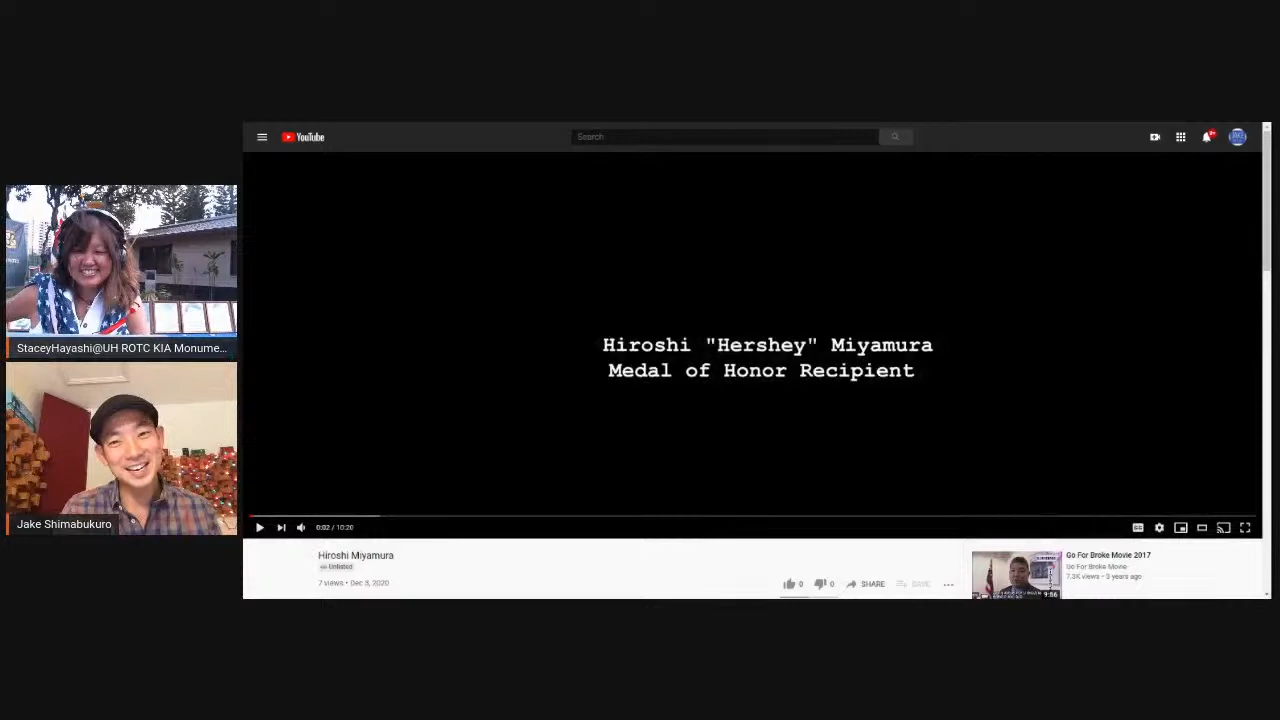 YouTube
Search
9+
StaceyHayashi@UH ROTC KIA Monume...
Jake Shimabukuro
Hiroshi "Hershey" Miyamura
Medal of Honor Recipient
0:02 / 10:20
Hiroshi Miyamura
Unlisted
7 views • Dec 3, 2020
0
0
SHARE
SAVE
Go For Broke Movie 2017
Go For Broke Movie
7.3K views • 3 years ago
9:56